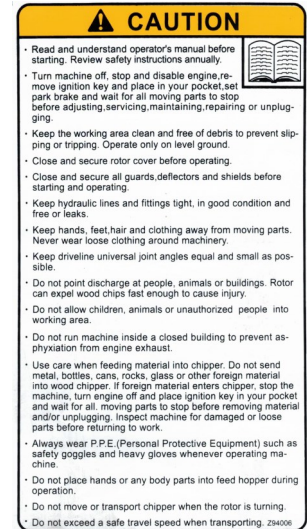 CAUTION
· Read and understand operator's manual before
starting. Review safety instructions annually.
· Turn machine off, stop and disable engine,re-
move ignition key and place in your pocket,set
park brake and wait for all moving parts to stop
before adjusting,servicing,maintaining,repairing or unplug-
ging.
· Keep the working area clean and free of debris to prevent slip-
ping or tripping. Operate only on level ground.
· Close and secure rotor cover before operating.
· Close and secure all guards,deflectors and shields before
starting and operating.
· Keep hydraulic lines and fittings tight, in good condition and
free or leaks.
· Keep hands, feet,hair and clothing away from moving parts.
Never wear loose clothing around machinery.
· Keep driveline universal joint angles equal and small as pos-
sible.
· Do not point discharge at people, animals or buildings. Rotor
can expel wood chips fast enough to cause injury.
· Do not allow children, animals or unauthorized people into
working area.
· Do not run machine inside a closed building to prevent as-
phyxiation from engine exhaust.
· Use care when feeding material into chipper. Do not send
metal, bottles, cans, rocks, glass or other foreign material
into wood chipper. If foreign material enters chipper, stop the
machine, turn engine off and place ignition key in your pocket
and wait for all. moving parts to stop before removing material
and/or unplugging. Inspect machine for damaged or loose
parts before returning to work.
· Always wear P.P.E.(Personal Protective Equipment) such as
safety goggles and heavy gloves whenever operating ma-
chine.
· Do not place hands or any body parts into feed hopper during
operation.
· Do not move or transport chipper when the rotor is turning.
· Do not exceed a safe travel speed when transporting. Z94006